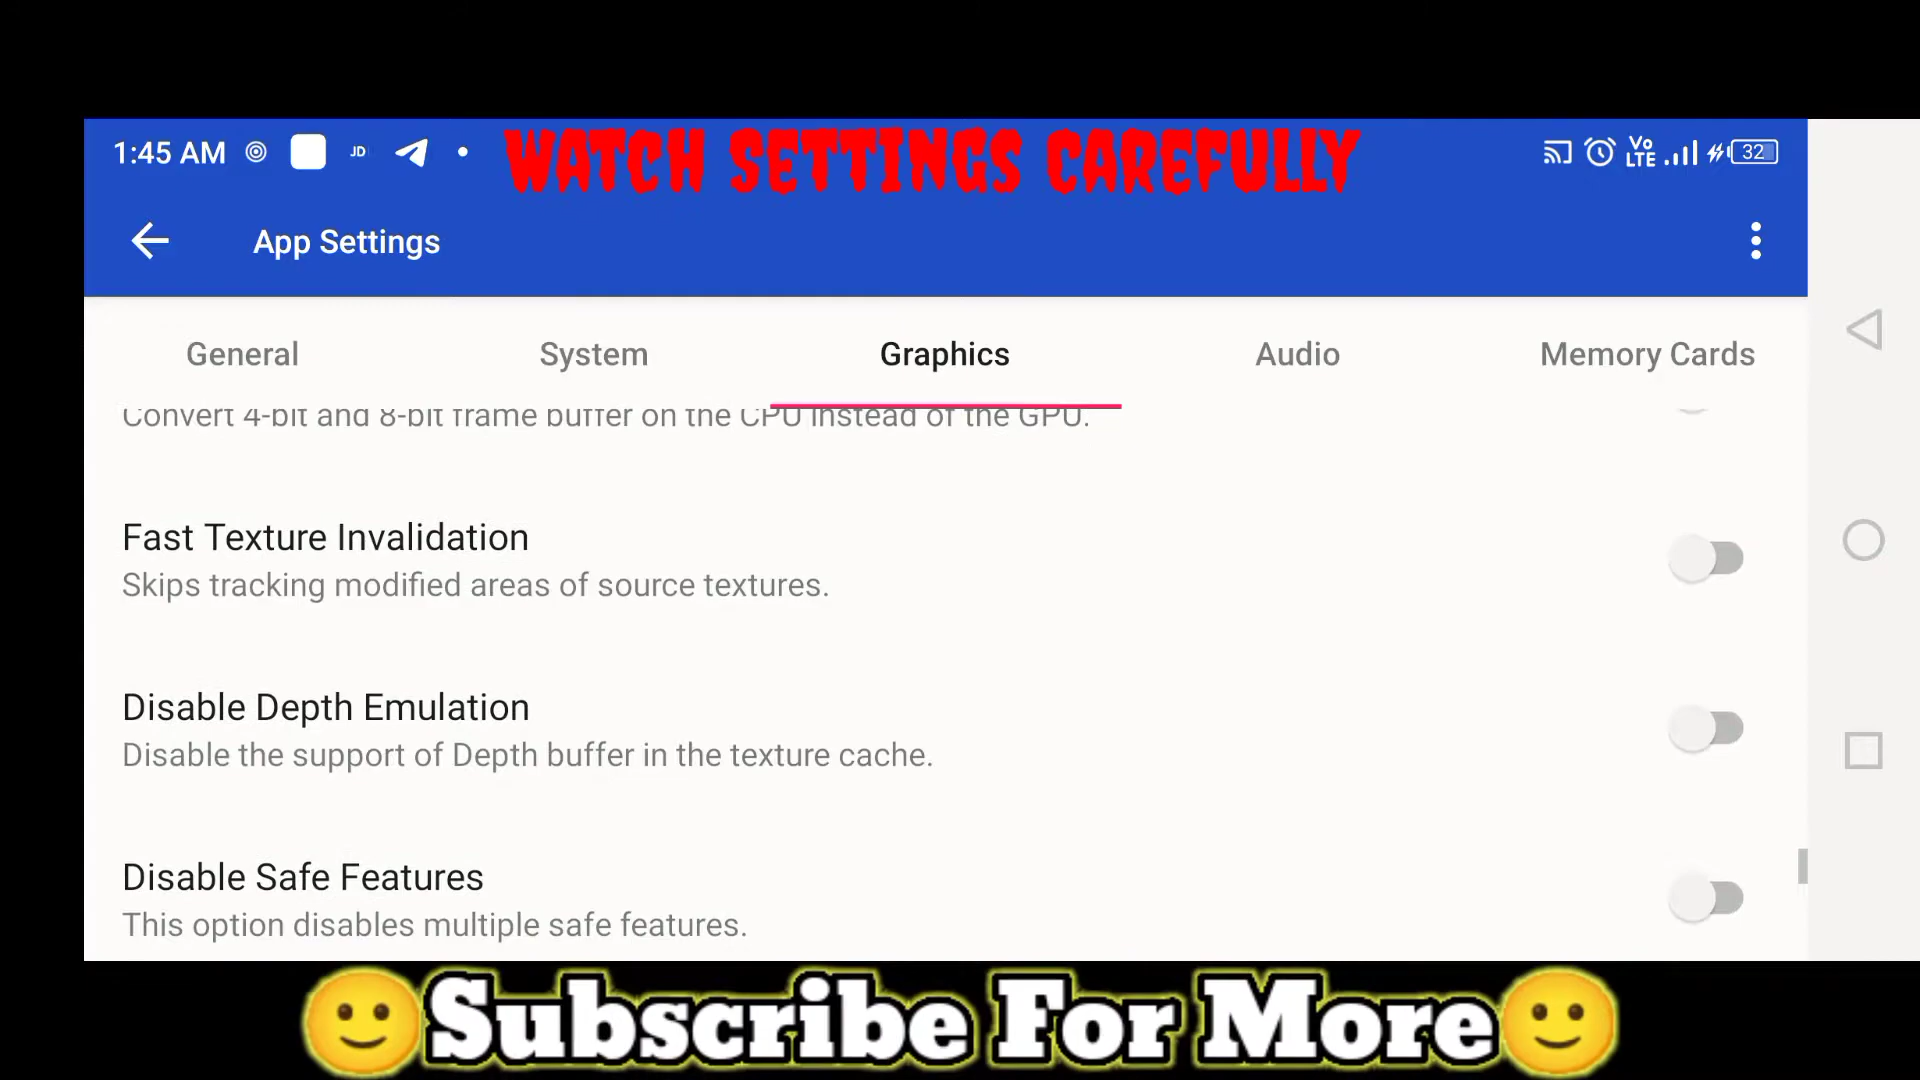 1:45 AM JD WATCH SETTINGS CAREFULLY Vo LTE 32
App Settings
General System Graphics Audio Memory Cards
Convert 4-bit and 8-bit frame buffer on the CPU instead of the GPU.
Fast Texture Invalidation
Skips tracking modified areas of source textures.
Disable Depth Emulation
Disable the support of Depth buffer in the texture cache.
Disable Safe Features
This option disables multiple safe features.
Subscribe For More